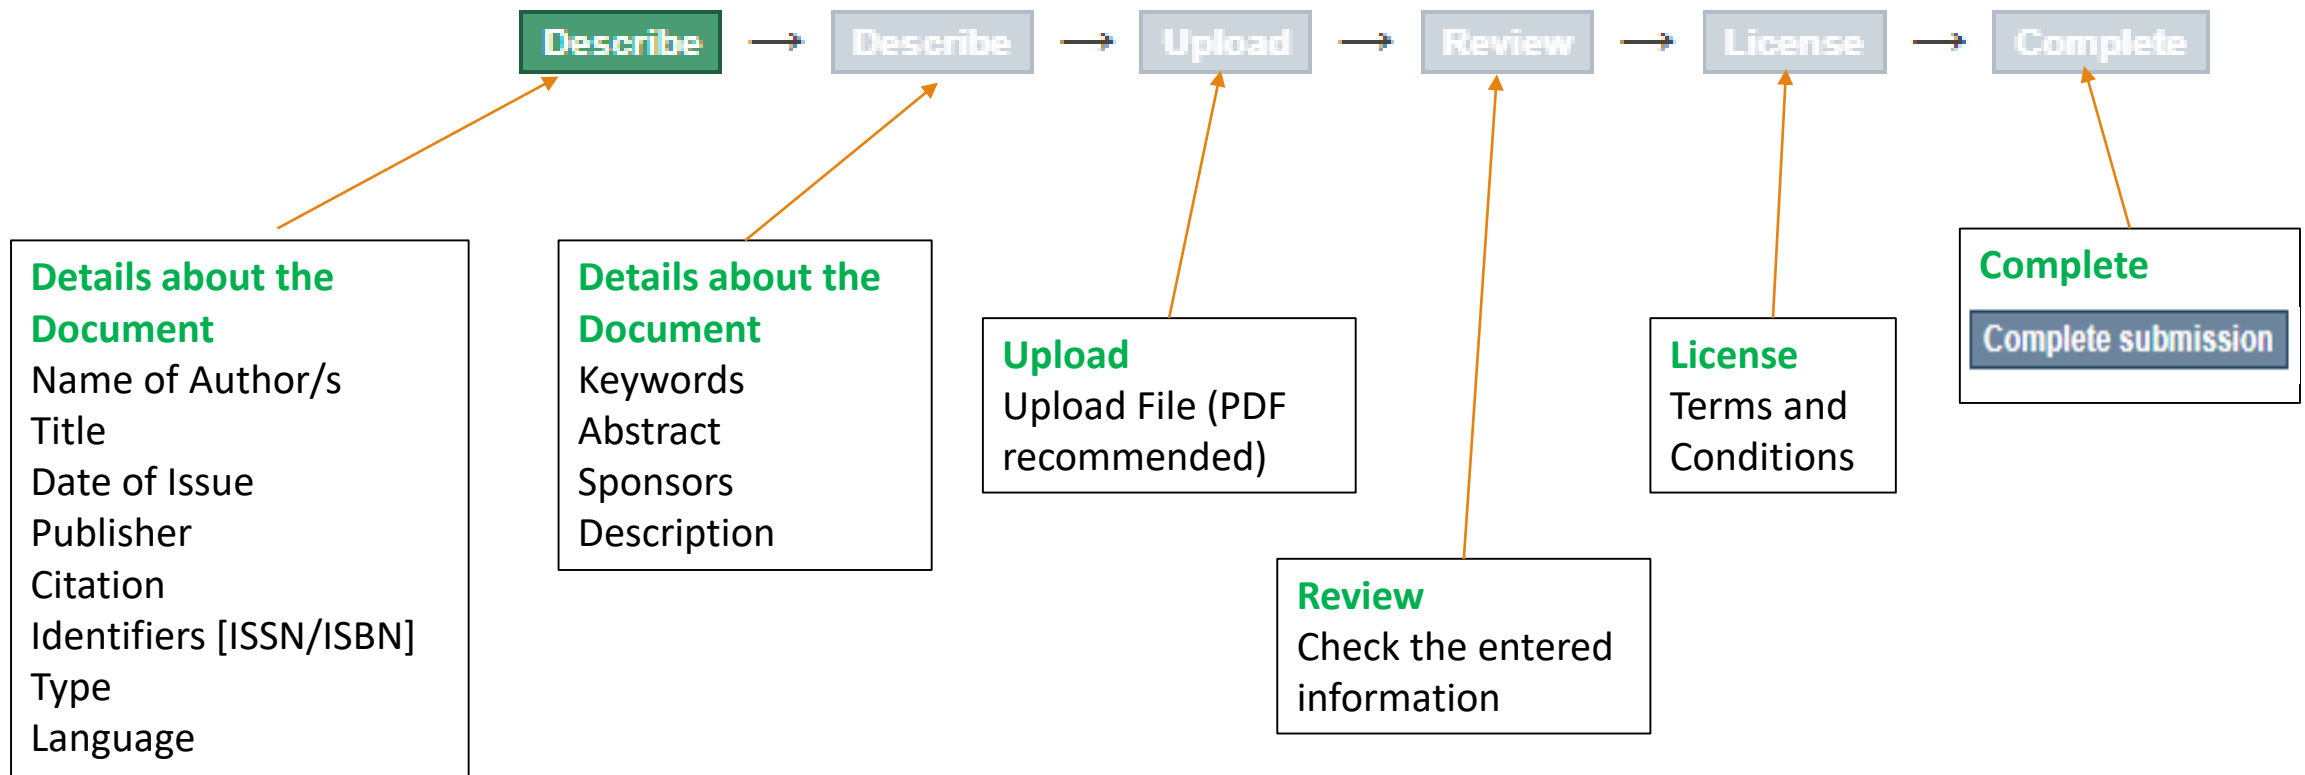 Describe
Describe
Upload
Review
License
Complete
Details about the
Document
Name of Author/s
Title
Date of Issue
Publisher
Citation
Identifiers [ISSN/ISBN]
Type
Language
Details about the
Document
Keywords
Abstract
Sponsors
Description
Upload
Upload File (PDF
recommended)
Review
Check the entered
information
License
Terms and
Conditions
Complete
Complete submission